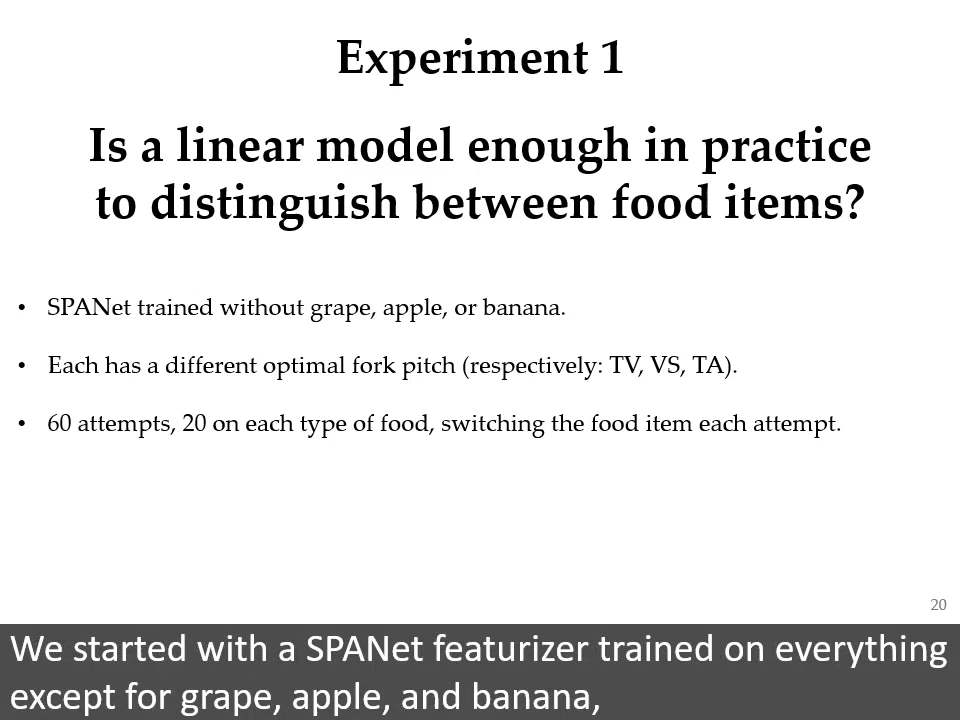 Experiment 1
Is a linear model enough in practice
to distinguish between food items?
• SPANet trained without grape, apple, or banana.
• Each has a different optimal fork pitch (respectively: TV, VS, TA).
• 60 attempts, 20 on each type of food, switching the food item each attempt.
20
We started with a SPANet featurizer trained on everything
except for grape, apple, and banana,